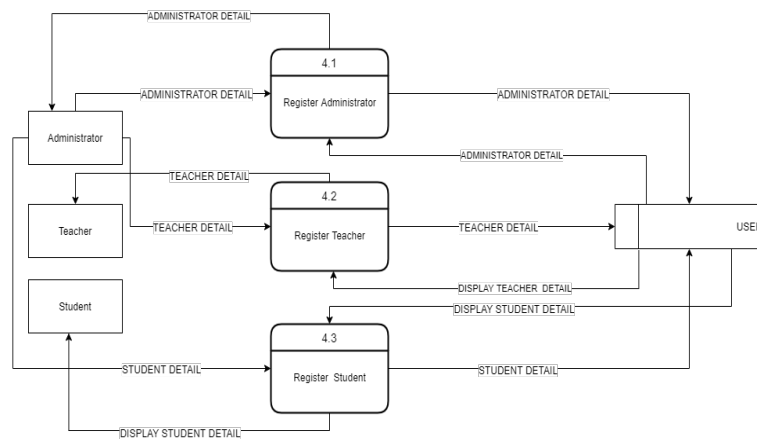 ADMINISTRATOR DETAIL
4.1
Register Administrator
ADMINISTRATOR DETAIL
ADMINISTRATOR DETAIL
Administrator
ADMINISTRATOR DETAIL
TEACHER DETAIL
4.2
Register Teacher
Teacher
TEACHER DETAIL
TEACHER DETAIL
DISPLAY TEACHER DETAIL
DISPLAY STUDENT DETAIL
Student
4.3
Register Student
STUDENT DETAIL
STUDENT DETAIL
DISPLAY STUDENT DETAIL